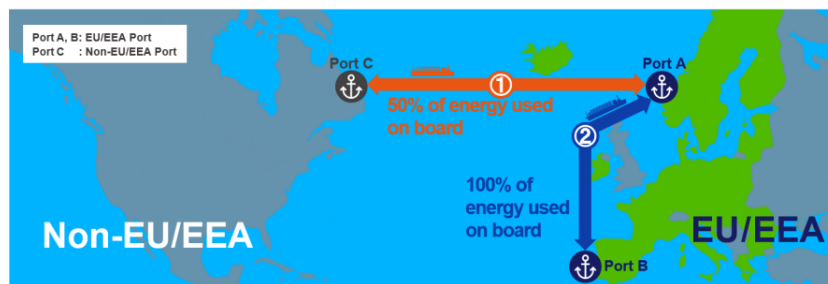 Port A, B: EU/EEA Port
Port C : Non-EU/EEA Port
Port C
Port A
①
50% of energy used
on board
②
100% of
energy used
on board
Non-EU/EEA
EU/EEA
Port B